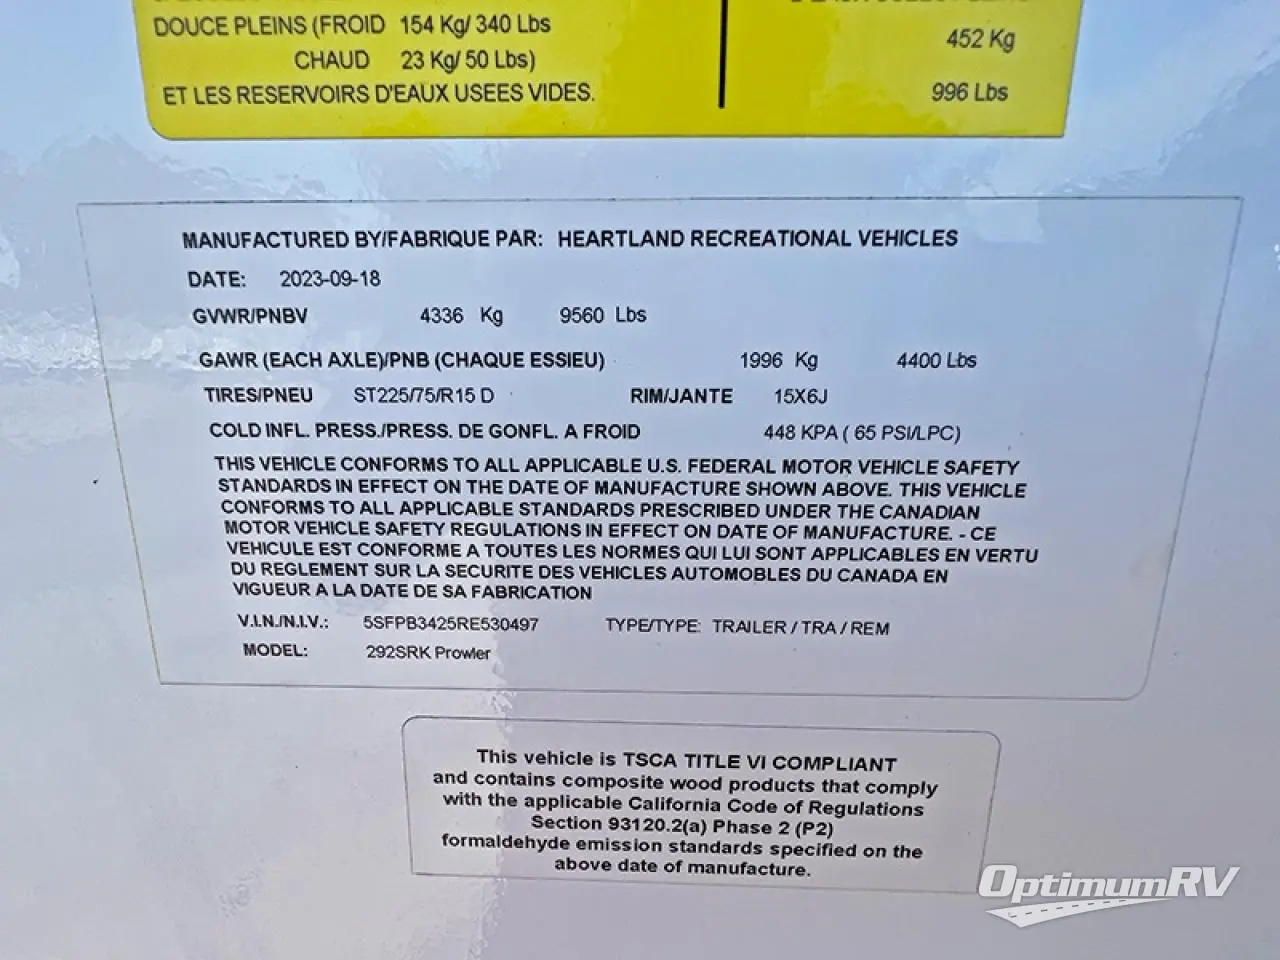 DOUCE PLEINS (FROID 154 Kg/ 340 Lbs
452 Kg
CHAUD 23 Kg/ 50 Lbs)
ET LES RESERVOIRS D'EAUX USEES VIDES.
996 Lbs
MANUFACTURED BY/FABRIQUE PAR: HEARTLAND RECREATIONAL VEHICLES
DATE: 2023-09-18
GVWR/PNBV 4336 Kg 9560 Lbs
GAWR (EACH AXLE)/PNB (CHAQUE ESSIEU) 1996 Kg 4400 Lbs
TIRES/PNEU ST225/75/R15 D RIM/JANTE 15X6J
COLD INFL. PRESS./PRESS. DE GONFL. A FROID 448 KPA ( 65 PSI/LPC)
THIS VEHICLE CONFORMS TO ALL APPLICABLE U.S. FEDERAL MOTOR VEHICLE SAFETY
STANDARDS IN EFFECT ON THE DATE OF MANUFACTURE SHOWN ABOVE. THIS VEHICLE
CONFORMS TO ALL APPLICABLE STANDARDS PRESCRIBED UNDER THE CANADIAN
MOTOR VEHICLE SAFETY REGULATIONS IN EFFECT ON DATE OF MANUFACTURE. - CE
VEHICULE EST CONFORME A TOUTES LES NORMES QUI LUI SONT APPLICABLES EN VERTU
DU REGLEMENT SUR LA SECURITE DES VEHICLES AUTOMOBLES DU CANADA EN
VIGUEUR A LA DATE DE SA FABRICATION
V.I.N./N.I.V.: 5SFPB3425RE530497 TYPE/TYPE: TRAILER / TRA / REM
MODEL: 292SRK Prowler
This vehicle is TSCA TITLE VI COMPLIANT
and contains composite wood products that comply
with the applicable California Code of Regulations
Section 93120.2(a) Phase 2 (P2)
formaldehyde emission standards specified on the
above date of manufacture.
OptimumRV